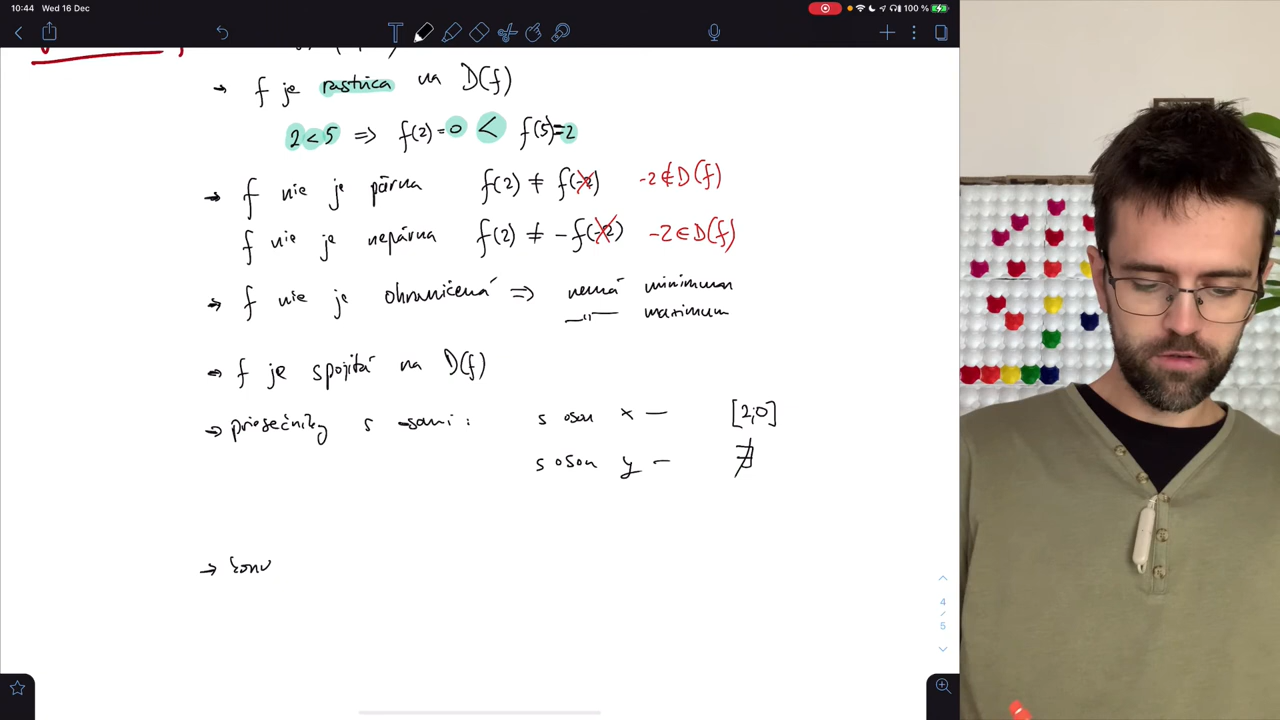 10:44 Wed 16 Dec
100 %
→ f je rastúca na D(f)
2 < 5 ⇒ f(2) = 0 < f(5) = 2
→ f nie je párna f(2) ≠ f(-2) -2 ∉ D(f)
f nie je nepárna f(2) ≠ -f(-2) -2 ∈ D(f)
→ f nie je ohraničená ⇒ nemá minimum
—"— maximum
→ f je spojitá na D(f)
→ priesečníky s osami : s osou x — [2;0]
s osou y — ∄
→ konv
4
/
5